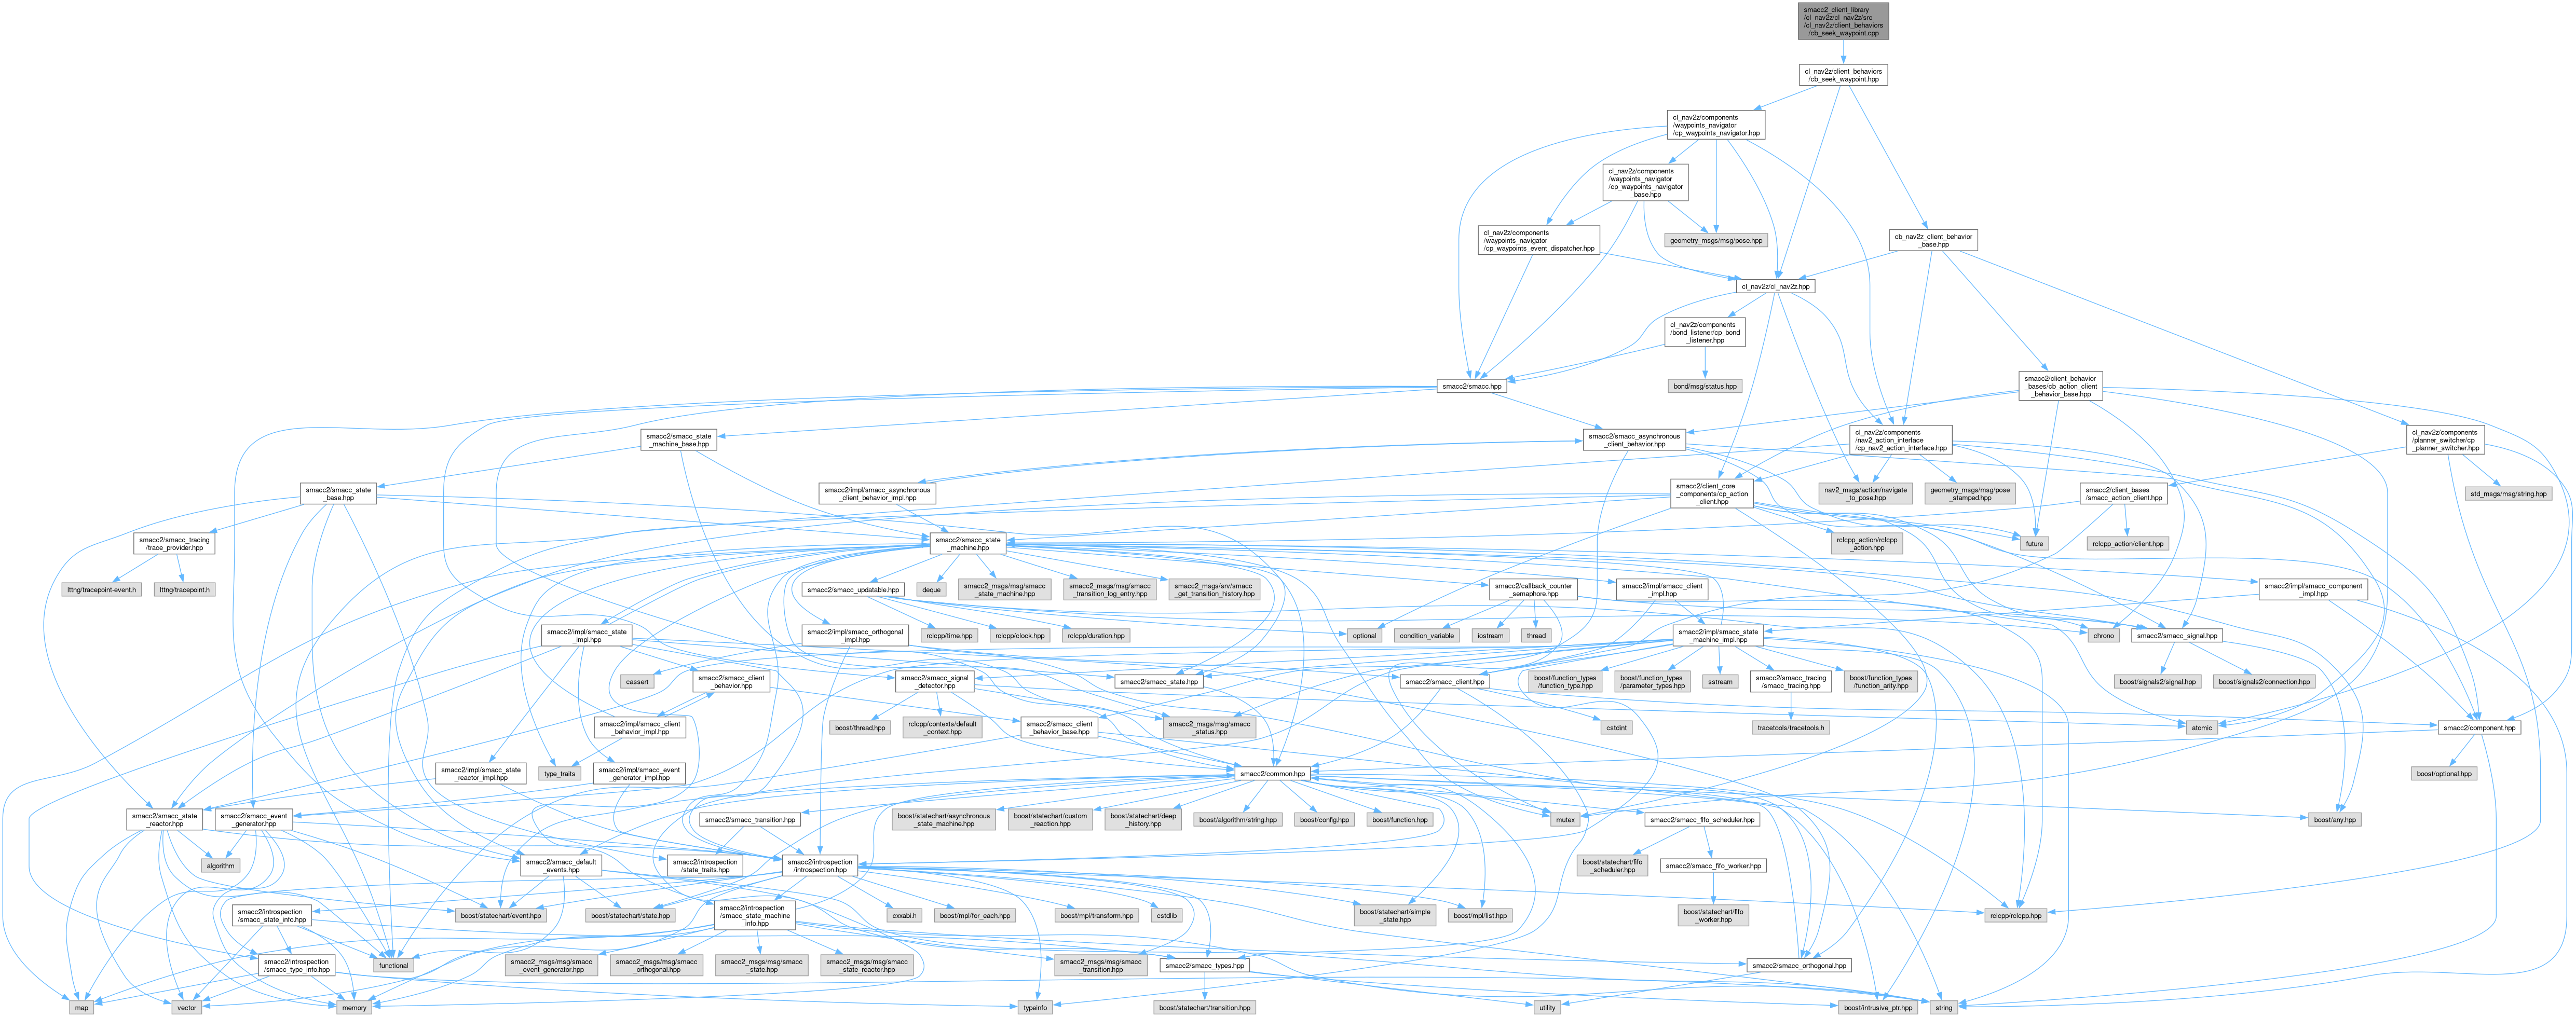 smacc2_client_library
/cl_nav2z/cl_nav2z/src
/cl_nav2z/client_behaviors
/cb_seek_waypoint.cpp
cl_nav2z/client_behaviors
/cb_seek_waypoint.hpp
cl_nav2z/components
/waypoints_navigator
/cp_waypoints_navigator.hpp
cl_nav2z/components
/waypoints_navigator
/cp_waypoints_navigator
_base.hpp
cl_nav2z/components
/waypoints_navigator
/cp_waypoints_event_dispatcher.hpp
geometry_msgs/msg/pose.hpp
cb_nav2z_client_behavior
_base.hpp
cl_nav2z/cl_nav2z.hpp
cl_nav2z/components
/bond_listener/cp_bond
_listener.hpp
smacc2/smacc.hpp
bond/msg/status.hpp
smacc2/client_behavior
_bases/cb_action_client
_behavior_base.hpp
smacc2/smacc_state
_machine_base.hpp
smacc2/smacc_asynchronous
_client_behavior.hpp
cl_nav2z/components
/nav2_action_interface
/cp_nav2_action_interface.hpp
cl_nav2z/components
/planner_switcher/cp
_planner_switcher.hpp
smacc2/smacc_state
_base.hpp
smacc2/impl/smacc_asynchronous
_client_behavior_impl.hpp
smacc2/client_core
_components/cp_action
_client.hpp
nav2_msgs/action/navigate
_to_pose.hpp
geometry_msgs/msg/pose
_stamped.hpp
smacc2/client_bases
/smacc_action_client.hpp
std_msgs/msg/string.hpp
smacc2/smacc_tracing
/trace_provider.hpp
smacc2/smacc_state
_machine.hpp
rclcpp_action/rclcpp
_action.hpp
future
rclcpp_action/client.hpp
lttng/tracepoint-event.h
lttng/tracepoint.h
smacc2/smacc_updatable.hpp
deque
smacc2_msgs/msg/smacc
_state_machine.hpp
smacc2_msgs/msg/smacc
_transition_log_entry.hpp
smacc2_msgs/srv/smacc
_get_transition_history.hpp
smacc2/callback_counter
_semaphore.hpp
smacc2/impl/smacc_client
_impl.hpp
smacc2/impl/smacc_component
_impl.hpp
smacc2/impl/smacc_state
_impl.hpp
smacc2/impl/smacc_orthogonal
_impl.hpp
rclcpp/time.hpp
rclcpp/clock.hpp
rclcpp/duration.hpp
optional
condition_variable
iostream
thread
smacc2/impl/smacc_state
_machine_impl.hpp
chrono
smacc2/smacc_signal.hpp
cassert
smacc2/smacc_client
_behavior.hpp
smacc2/smacc_signal
_detector.hpp
smacc2/smacc_state.hpp
smacc2/smacc_client.hpp
boost/function_types
/function_type.hpp
boost/function_types
/parameter_types.hpp
sstream
smacc2/smacc_tracing
/smacc_tracing.hpp
boost/function_types
/function_arity.hpp
boost/signals2/signal.hpp
boost/signals2/connection.hpp
smacc2/impl/smacc_client
_behavior_impl.hpp
boost/thread.hpp
rclcpp/contexts/default
_context.hpp
smacc2/smacc_client
_behavior_base.hpp
smacc2_msgs/msg/smacc
_status.hpp
cstdint
tracetools/tracetools.h
atomic
smacc2/component.hpp
smacc2/impl/smacc_state
_reactor_impl.hpp
type_traits
smacc2/impl/smacc_event
_generator_impl.hpp
smacc2/common.hpp
boost/optional.hpp
smacc2/smacc_state
_reactor.hpp
smacc2/smacc_event
_generator.hpp
smacc2/smacc_transition.hpp
boost/statechart/asynchronous
_state_machine.hpp
boost/statechart/custom
_reaction.hpp
boost/statechart/deep
_history.hpp
boost/algorithm/string.hpp
boost/config.hpp
boost/function.hpp
mutex
smacc2/smacc_fifo_scheduler.hpp
boost/any.hpp
algorithm
smacc2/smacc_default
_events.hpp
smacc2/introspection
/state_traits.hpp
smacc2/introspection
/introspection.hpp
boost/statechart/fifo
_scheduler.hpp
smacc2/smacc_fifo_worker.hpp
smacc2/introspection
/smacc_state_info.hpp
boost/statechart/event.hpp
boost/statechart/state.hpp
smacc2/introspection
/smacc_state_machine
_info.hpp
cxxabi.h
boost/mpl/for_each.hpp
boost/mpl/transform.hpp
cstdlib
boost/statechart/simple
_state.hpp
boost/mpl/list.hpp
boost/statechart/fifo
_worker.hpp
rclcpp/rclcpp.hpp
smacc2/introspection
/smacc_type_info.hpp
functional
smacc2_msgs/msg/smacc
_event_generator.hpp
smacc2_msgs/msg/smacc
_orthogonal.hpp
smacc2_msgs/msg/smacc
_state.hpp
smacc2_msgs/msg/smacc
_state_reactor.hpp
smacc2_msgs/msg/smacc
_transition.hpp
smacc2/smacc_types.hpp
smacc2/smacc_orthogonal.hpp
map
vector
memory
typeinfo
boost/statechart/transition.hpp
utility
boost/intrusive_ptr.hpp
string